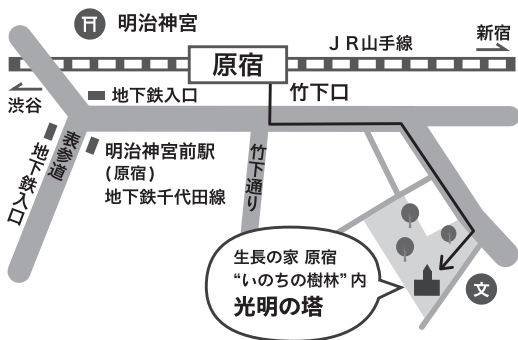 明治神宮
新宿
JR山手線
原宿
渋谷
地下鉄入口
竹下口
表参道
地下鉄入口
明治神宮前駅
(原宿)
地下鉄千代田線
竹下通り
生長の家 原宿
“いのちの樹林”内
光明の塔
文